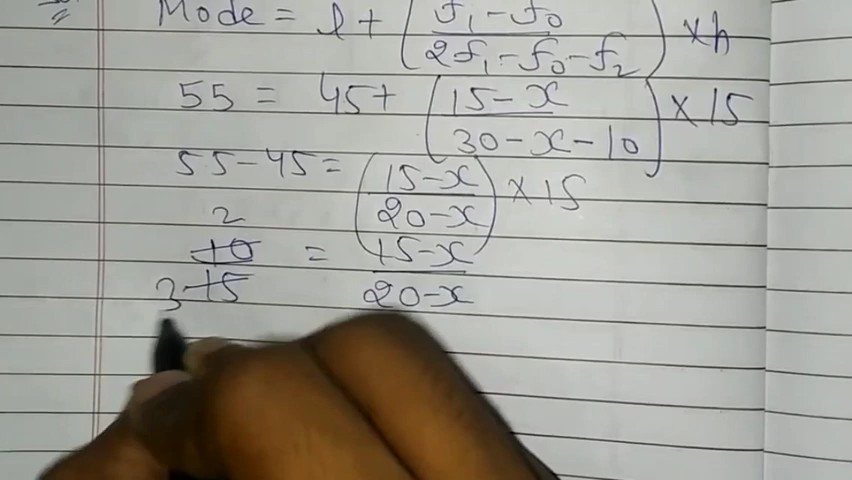 Mode = l + (f₁ - f₀ / 2f₁ - f₀ - f₂) × h
55 = 45 + (15 - x / 30 - x - 10) × 15
55 - 45 = (15 - x / 20 - x) × 15
2
10 / 15 = 15 - x / 20 - x
3